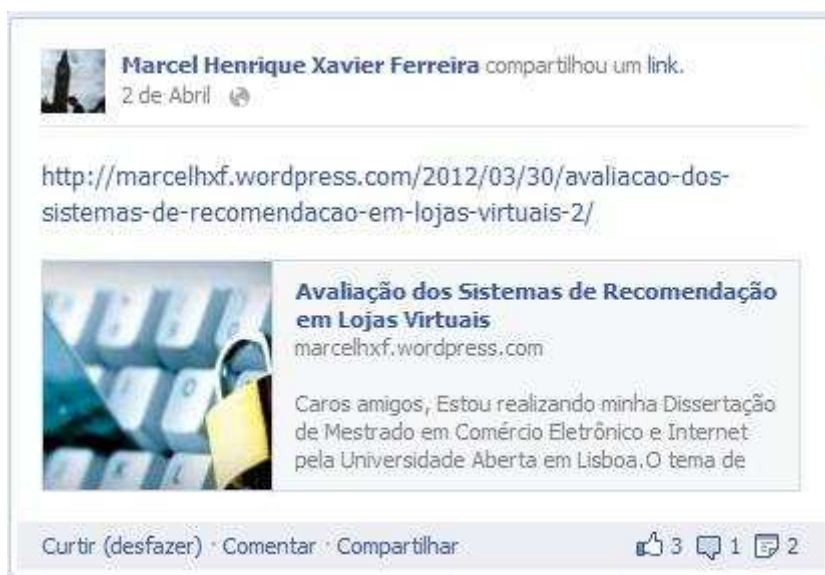 Marcel Henrique Xavier Ferreira compartilhou um link.
2 de Abril
http://marcelhxf.wordpress.com/2012/03/30/avaliacao-dos-
sistemas-de-recomendacao-em-lojas-virtuais-2/
Avaliação dos Sistemas de Recomendação
em Lojas Virtuais
marcelhxf.wordpress.com
Caros amigos, Estou realizando minha Dissertação
de Mestrado em Comércio Eletrônico e Internet
pela Universidade Aberta em Lisboa.O tema de
Curtir (desfazer) · Comentar · Compartilhar 3 1 2